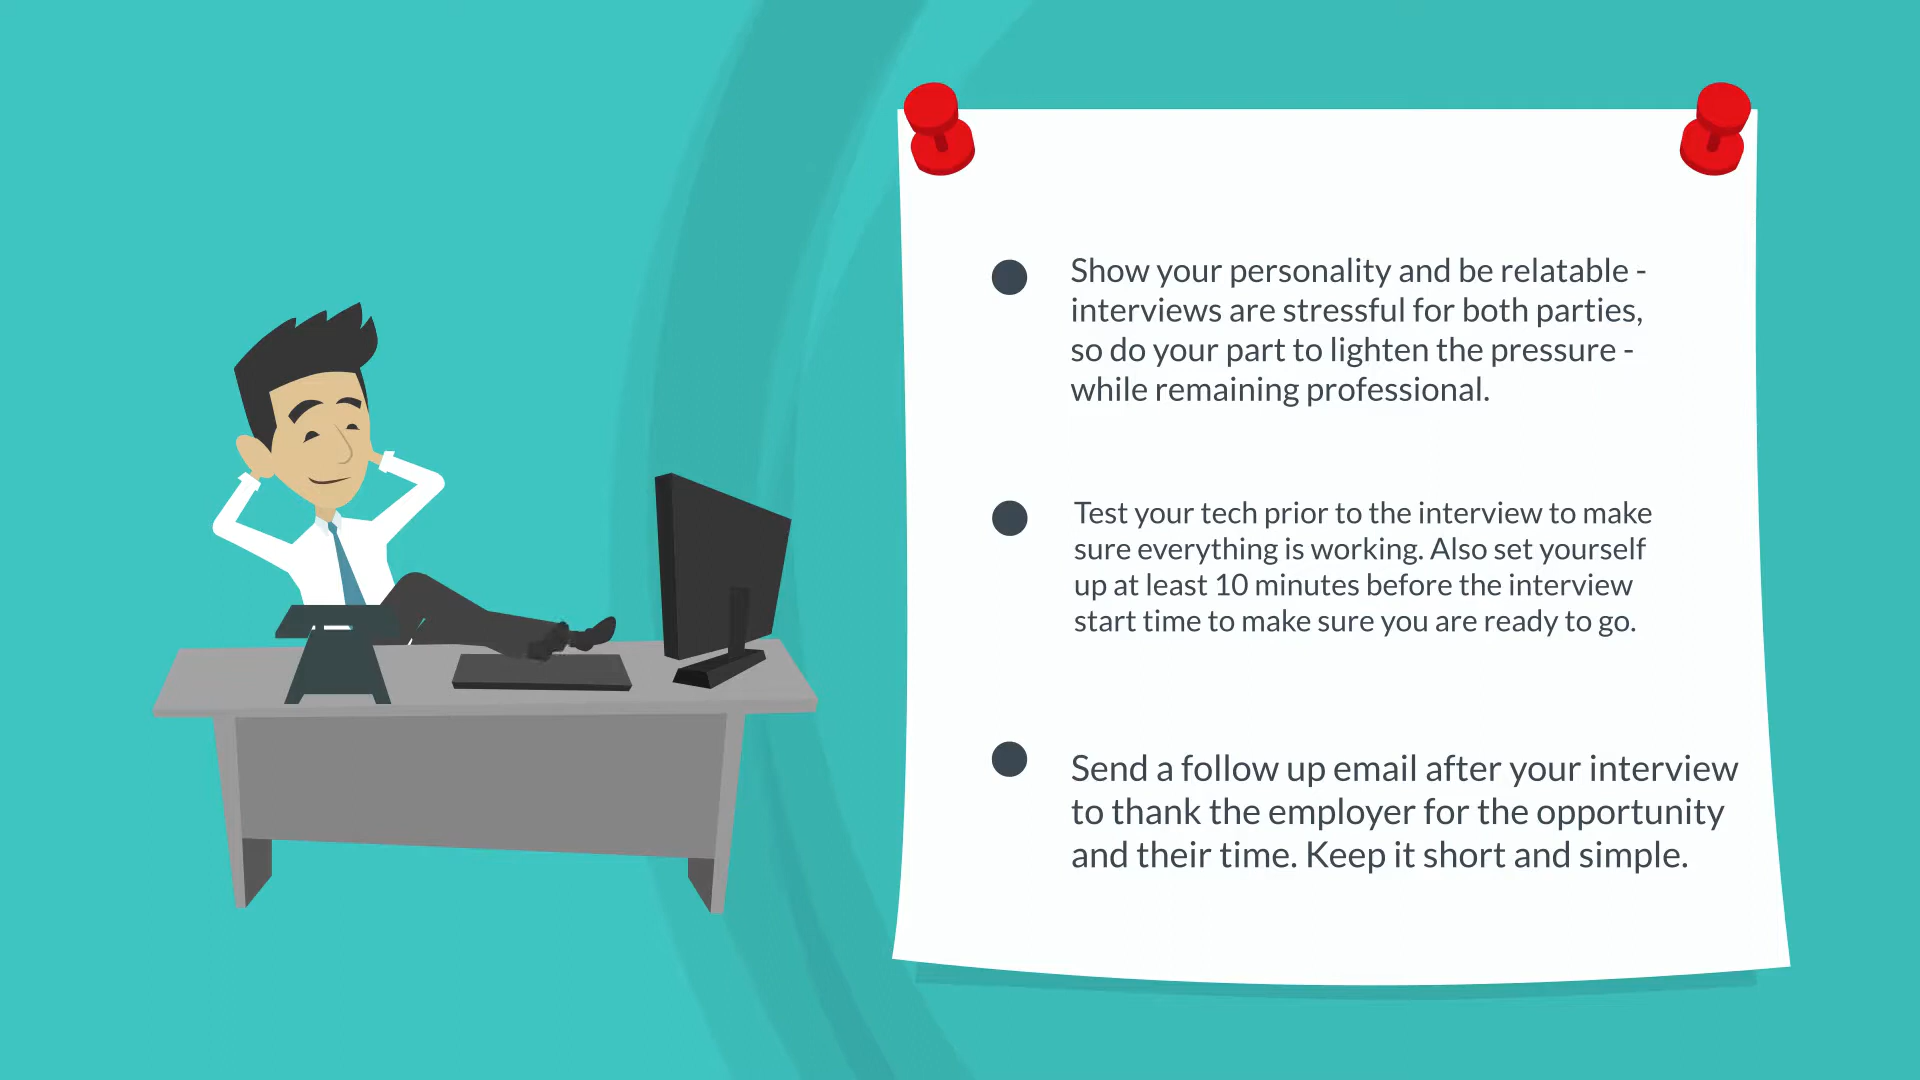 Show your personality and be relatable -
interviews are stressful for both parties,
so do your part to lighten the pressure -
while remaining professional.
Test your tech prior to the interview to make
sure everything is working. Also set yourself
up at least 10 minutes before the interview
start time to make sure you are ready to go.
Send a follow up email after your interview
to thank the employer for the opportunity
and their time. Keep it short and simple.